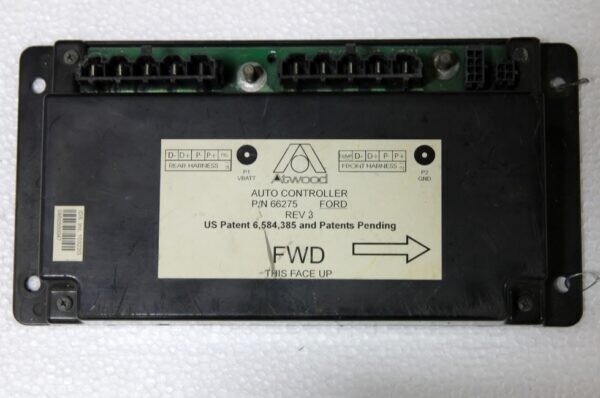 D- D+ P- P+
REAR HARNESS
P1
VBATT
Atwood
D- D+ P- P+
FRONT HARNESS
P2
GND
AUTO CONTROLLER
P/N 66275 FORD
REV 3
US Patent 6,584,385 and Patents Pending
FWD
THIS FACE UP